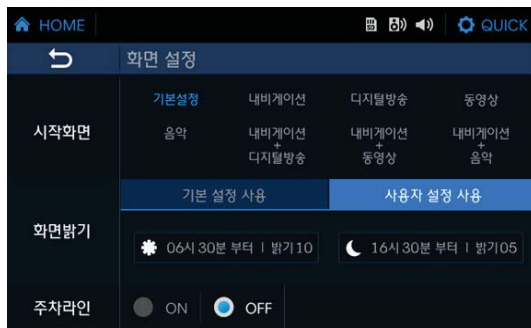 HOME QUICK
화면 설정
시작화면
기본설정 내비게이션 디지털방송 동영상
음악 내비게이션 + 디지털방송 내비게이션 + 동영상 내비게이션 + 음악
화면밝기
기본 설정 사용 사용자 설정 사용
06시 30분 부터 | 밝기10 16시 30분 부터 | 밝기05
주차라인 ON OFF